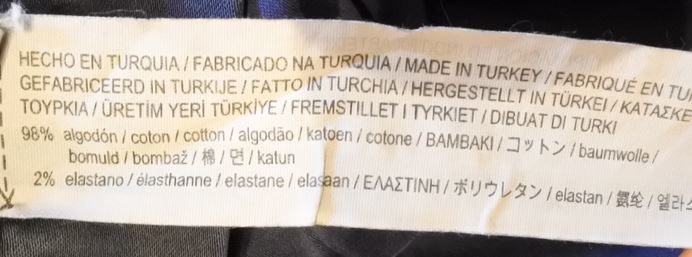 HECHO EN TURQUIA / FABRICADO NA TURQUIA / MADE IN TURKEY / FABRIQUÉ EN TU
GEFABRICEERD IN TURKIJE / FATTO IN TURCHIA / HERGESTELLT IN TÜRKEI / ΚΑΤΑΣΚΕ
ΤΟΥΡΚΙΑ / ÜRETİM YERİ TÜRKİYE / FREMSTILLET I TYRKIET / DIBUAT DI TURKI
98% algodón / coton / cotton / algodão / katoen / cotone / ΒΑΜΒΑΚΙ / コットン / baumwolle /
bomuld / bombaž / 棉 / 면 / katun
2% elastano / élasthanne / elastane / elasaan / ΕΛΑΣΤΙΝΗ / ポリウレタン / elastan / 氨纶 / 엘라스